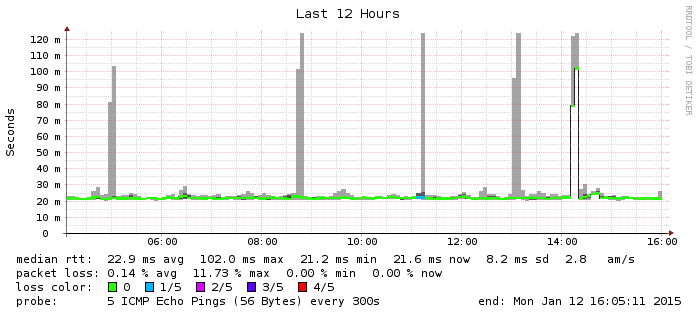 Last 12 Hours
RRDTOOL / TOBI OETIKER
Seconds
120 m
110 m
100 m
90 m
80 m
70 m
60 m
50 m
40 m
30 m
20 m
10 m
0
06:00 08:00 10:00 12:00 14:00 16:00
median rtt: 22.9 ms avg 102.0 ms max 21.2 ms min 21.6 ms now 8.2 ms sd 2.8 am/s
packet loss: 0.14 % avg 11.73 % max 0.00 % min 0.00 % now
loss color: 0 1/5 2/5 3/5 4/5
probe: 5 ICMP Echo Pings (56 Bytes) every 300s end: Mon Jan 12 16:05:11 2015